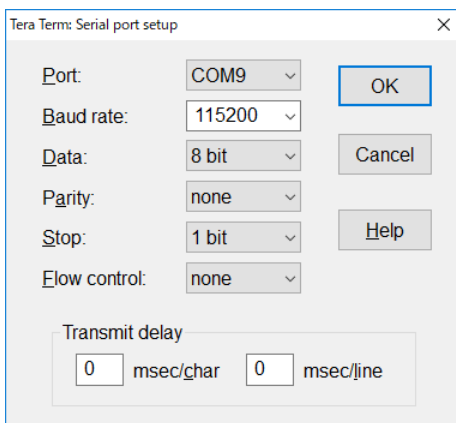 Tera Term: Serial port setup
Port: COM9 OK
Baud rate: 115200
Data: 8 bit Cancel
Parity: none
Stop: 1 bit Help
Flow control: none
Transmit delay
0 msec/char 0 msec/line